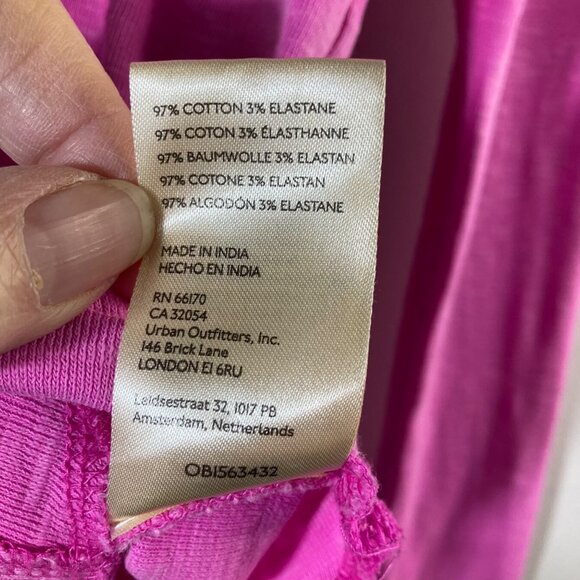 97% COTTON 3% ELASTANE
97% COTON 3% ÉLASTHANNE
97% BAUMWOLLE 3% ELASTAN
97% COTONE 3% ELASTAN
97% ALGODÓN 3% ELASTANE
MADE IN INDIA
HECHO EN INDIA
RN 66170
CA 32054
Urban Outfitters, Inc.
146 Brick Lane
LONDON E1 6RU
Leidsestraat 32, 1017 PB
Amsterdam, Netherlands
OB1563432